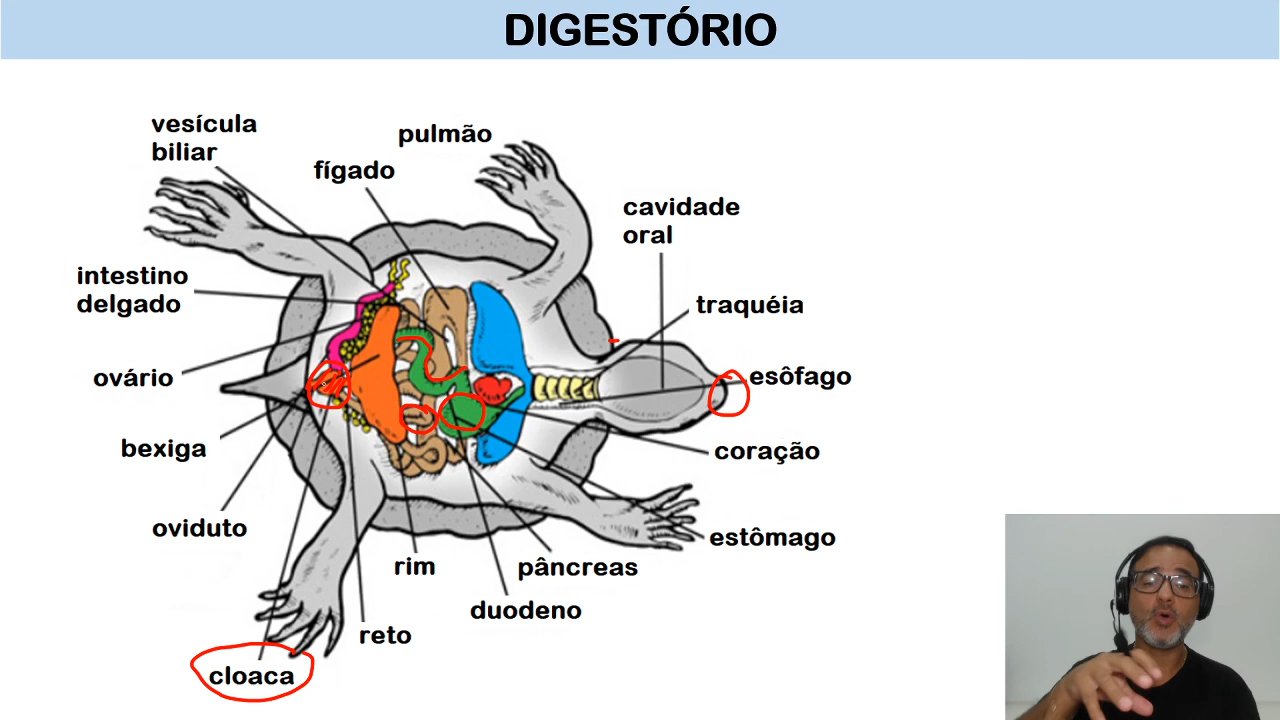 DIGESTÓRIO
vesícula
biliar
pulmão
fígado
cavidade
oral
intestino
delgado
traquéia
ovário
esôfago
bexiga
coração
oviduto
estômago
rim
pâncreas
duodeno
reto
cloaca